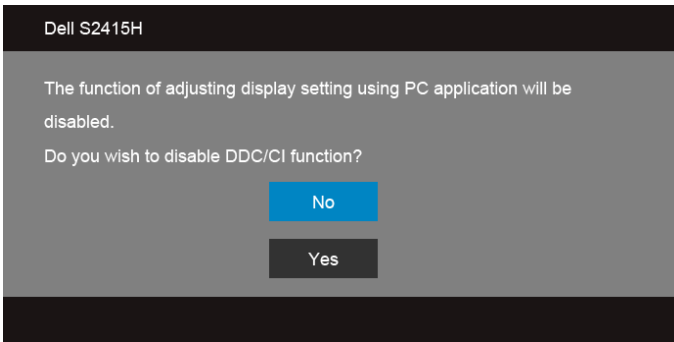 Dell S2415H
The function of adjusting display setting using PC application will be
disabled.
Do you wish to disable DDC/CI function?
No
Yes